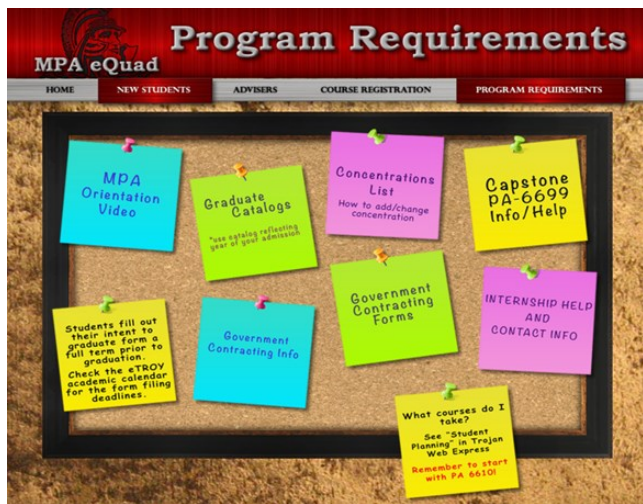 Program Requirements
MPA eQuad
HOME
NEW STUDENTS
ADVISERS
COURSE REGISTRATION
PROGRAM REQUIREMENTS
MPA
Orientation
Video
Graduate
Catalogs
*use catalog reflecting
year of your admission
Concentrations
List
How to add/change
concentration
Capstone
PA-6699
Info/Help
Students fill out
their intent to
graduate form a
full term prior to
graduation.
Check the eTROY
academic calendar
for the form filing
deadlines.
Government
Contracting Info
Government
Contracting
Forms
INTERNSHIP HELP
AND
CONTACT INFO
What courses do I
take?
See "Student
Planning" in Trojan
Web Express
Remember to start
with PA 6610!